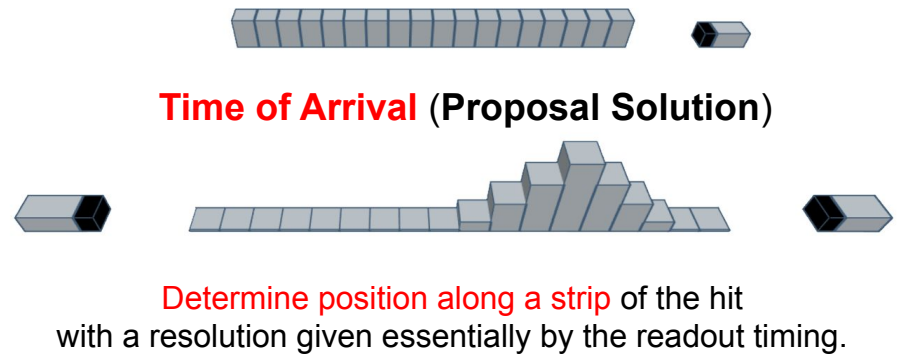 Time of Arrival (Proposal Solution)
Determine position along a strip of the hit
with a resolution given essentially by the readout timing.